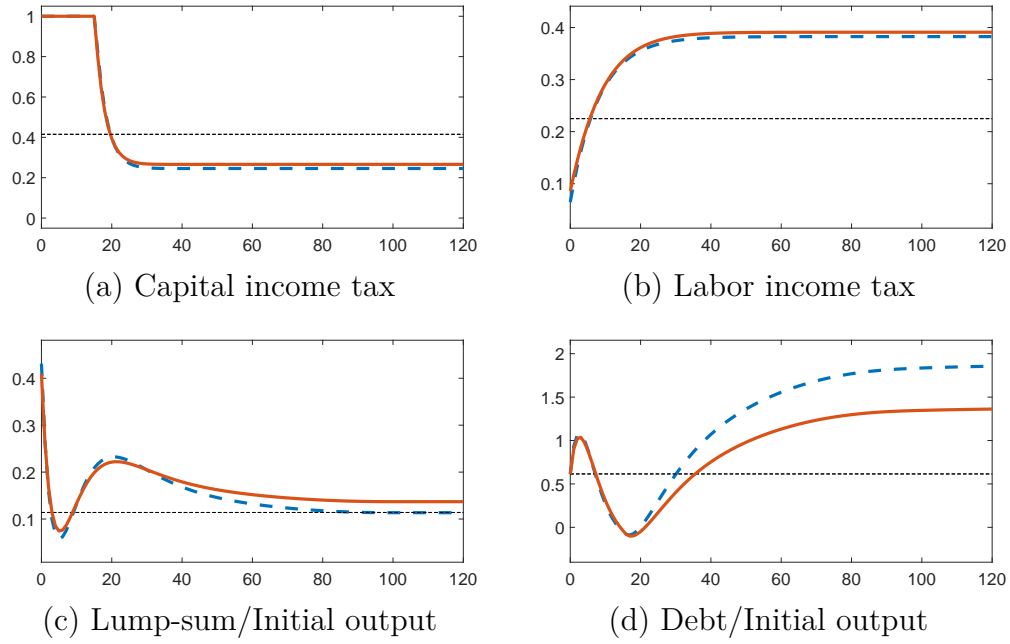 1
0.8
0.6
0.4
0.2
0
0 20 40 60 80 100 120
(a) Capital income tax
0.4
0.3
0.2
0.1
0 20 40 60 80 100 120
(b) Labor income tax
0.4
0.3
0.2
0.1
0 20 40 60 80 100 120
(c) Lump-sum/Initial output
2
1.5
1
0.5
0
0 20 40 60 80 100 120
(d) Debt/Initial output